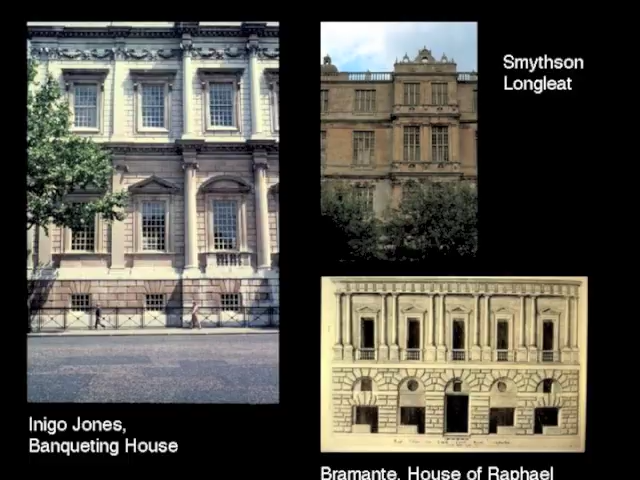 Smythson
Longleat
Inigo Jones,
Banqueting House
Bramante, House of Raphael